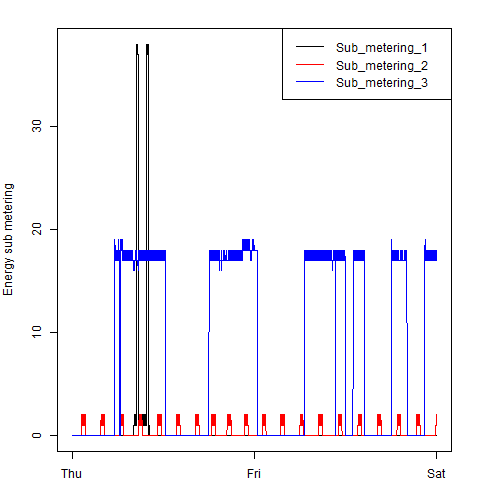 Sub_metering_1
Sub_metering_2
Sub_metering_3
Energy sub metering
30
20
10
0
Thu Fri Sat